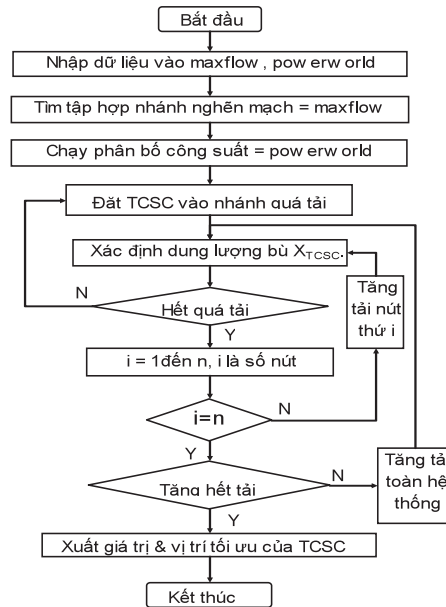 Bắt đầu
Nhập dữ liệu vào maxflow , pow erw orld
Tìm tập hợp nhánh nghẽn mạch = maxflow
Chạy phân bố công suất = pow erw orld
Đặt TCSC vào nhánh quá tải
Xác định dung lượng bù X_TCSC.
N
Hết quá tải
Tăng
tải nút
thứ i
Y
i = 1đến n, i là số nút
i=n
N
Y
Tăng hết tải
N
Tăng tả
toàn hệ
thống
Y
Xuất giá trị & vị trí tối ưu của TCSC
Kết thúc